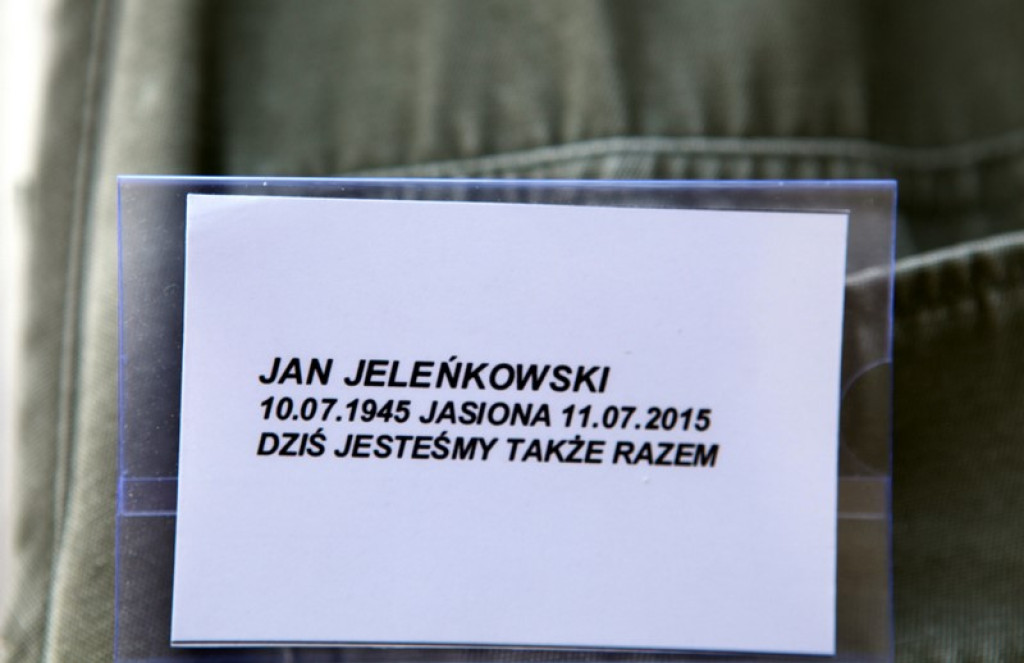 JAN JELEŃKOWSKI
10.07.1945 JASIONA 11.07.2015
DZIŚ JESTEŚMY TAKŻE RAZEM